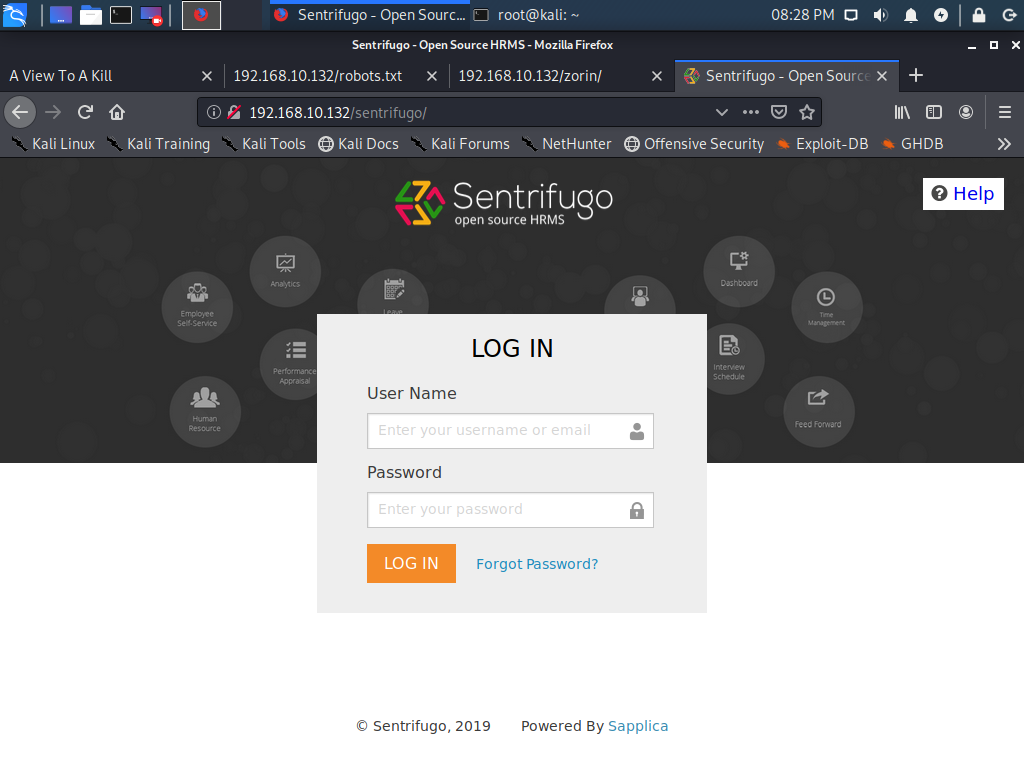 Sentrifugo - Open Sourc... root@kali: ~ 08:28 PM
Sentrifugo - Open Source HRMS - Mozilla Firefox
A View To A Kill 192.168.10.132/robots.txt 192.168.10.132/zorin/ Sentrifugo - Open Source
192.168.10.132/sentrifugo/
Kali Linux Kali Training Kali Tools Kali Docs Kali Forums NetHunter Offensive Security Exploit-DB GHDB
Sentrifugo
open source HRMS
Help
Analytics
Dashboard
Employee
Self-Service
Leave
Time
Management
Performance
Appraisal
Interview
Schedule
Human
Resource
Feed Forward
LOG IN
User Name
Enter your username or email
Password
Enter your password
LOG IN Forgot Password?
© Sentrifugo, 2019 Powered By Sapplica